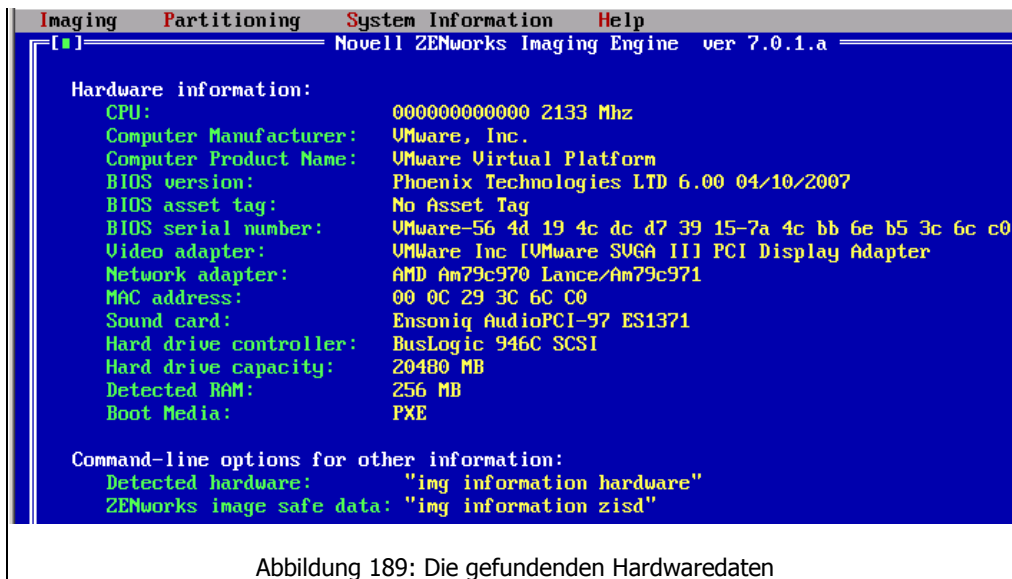 Imaging Partitioning System Information Help
[■] Novell ZENworks Imaging Engine ver 7.0.1.a
Hardware information:
CPU: 000000000000 2133 Mhz
Computer Manufacturer: VMware, Inc.
Computer Product Name: VMware Virtual Platform
BIOS version: Phoenix Technologies LTD 6.00 04/10/2007
BIOS asset tag: No Asset Tag
BIOS serial number: VMware-56 4d 19 4c dc d7 39 15-7a 4c bb 6e b5 3c 6c c0
Video adapter: VMWare Inc [VMware SVGA II] PCI Display Adapter
Network adapter: AMD Am79c970 Lance/Am79c971
MAC address: 00 0C 29 3C 6C C0
Sound card: Ensoniq AudioPCI-97 ES1371
Hard drive controller: BusLogic 946C SCSI
Hard drive capacity: 20480 MB
Detected RAM: 256 MB
Boot Media: PXE
Command-line options for other information:
Detected hardware: "img information hardware"
ZENworks image safe data: "img information zisd"
Abbildung 189: Die gefundenden Hardwaredaten